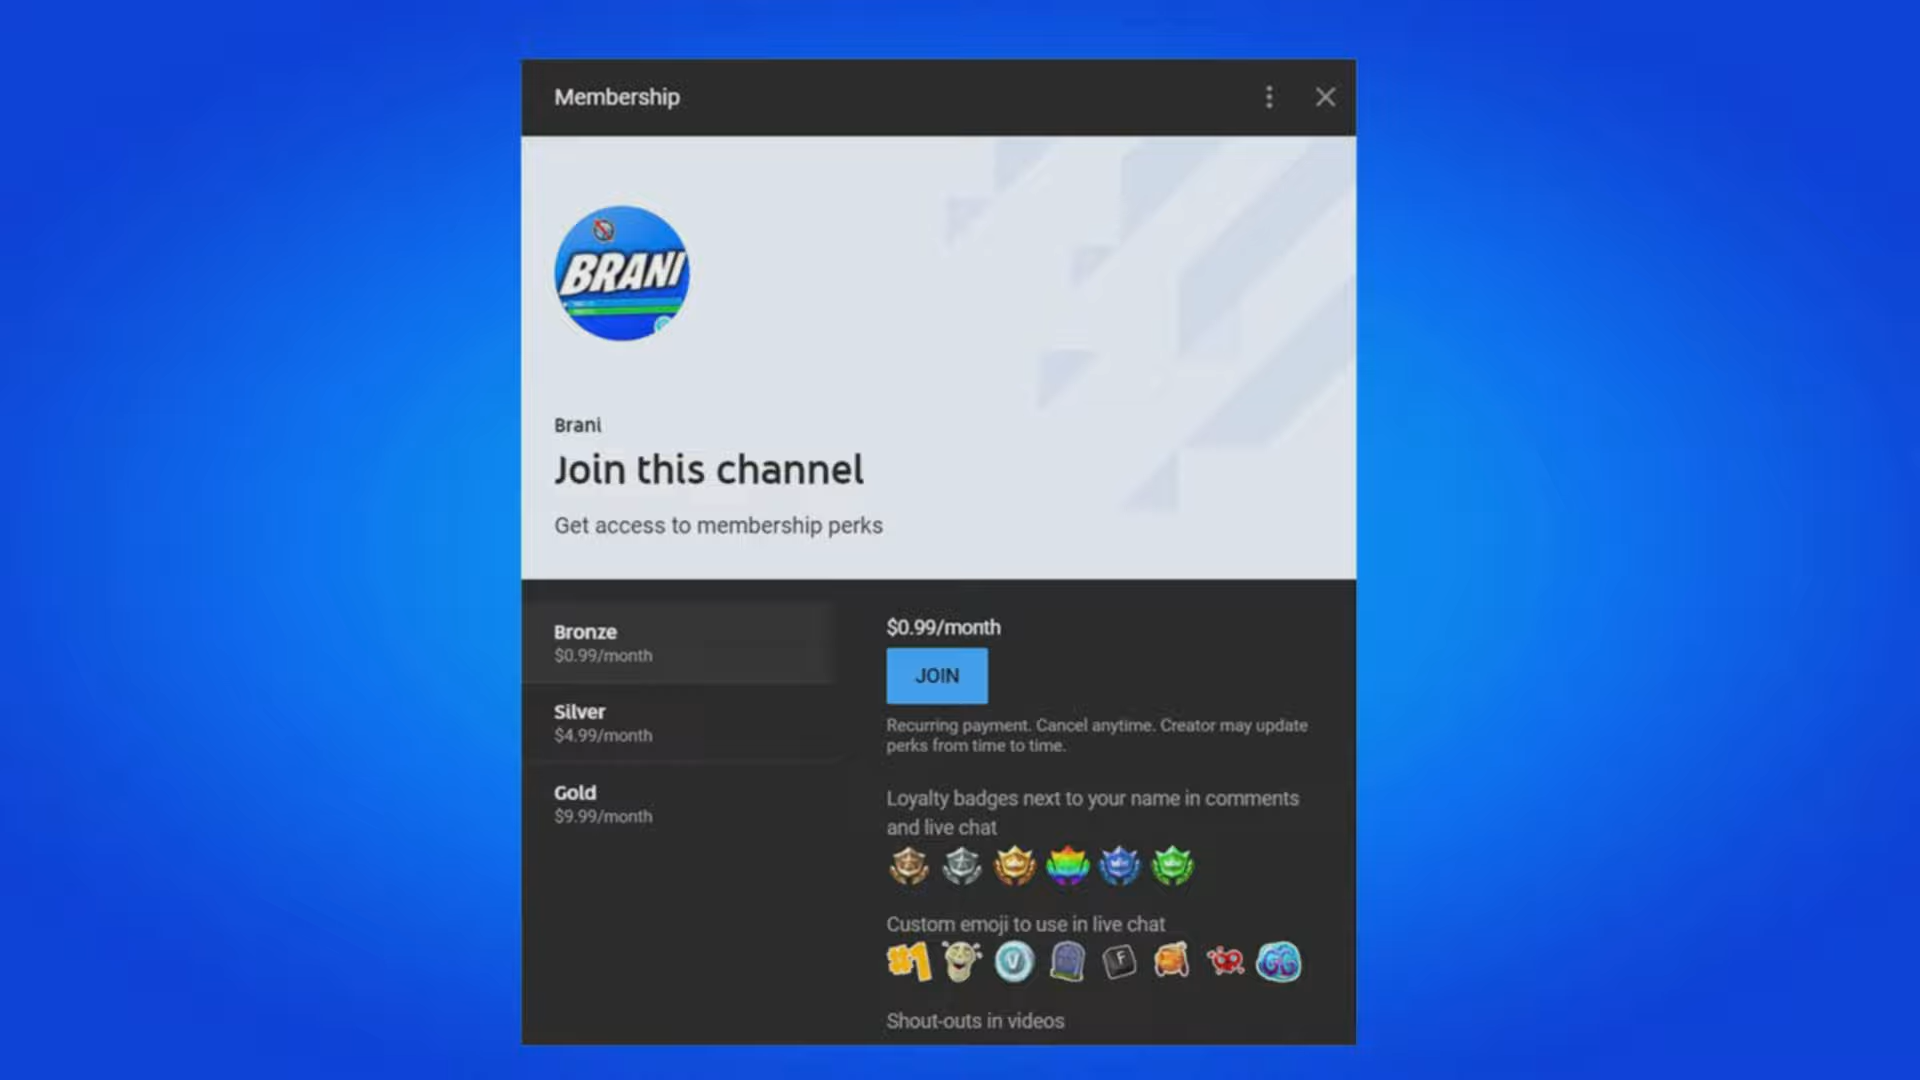 Membership
BRANI
Brani
Join this channel
Get access to membership perks
Bronze
$0.99/month
Silver
$4.99/month
Gold
$9.99/month
$0.99/month
JOIN
Recurring payment. Cancel anytime. Creator may update
perks from time to time.
Loyalty badges next to your name in comments
and live chat
Custom emoji to use in live chat
#1 V F GG
Shout-outs in videos